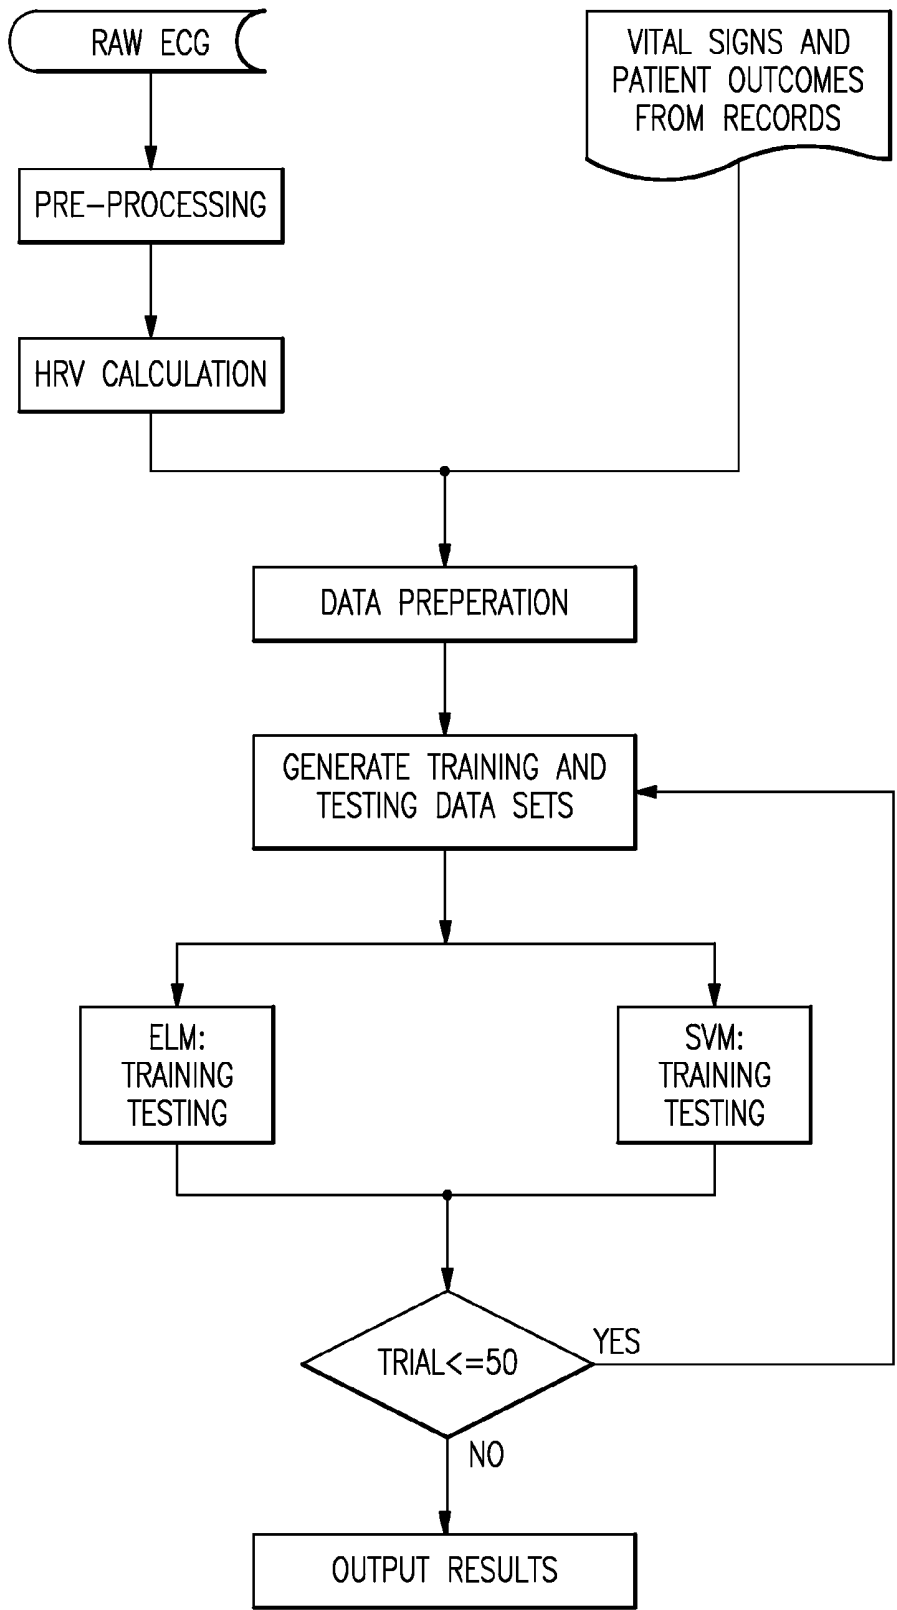 RAW ECG
VITAL SIGNS AND
PATIENT OUTCOMES
FROM RECORDS
PRE-PROCESSING
HRV CALCULATION
DATA PREPERATION
GENERATE TRAINING AND
TESTING DATA SETS
ELM:
TRAINING
TESTING
SVM:
TRAINING
TESTING
TRIAL<=50
YES
NO
OUTPUT RESULTS